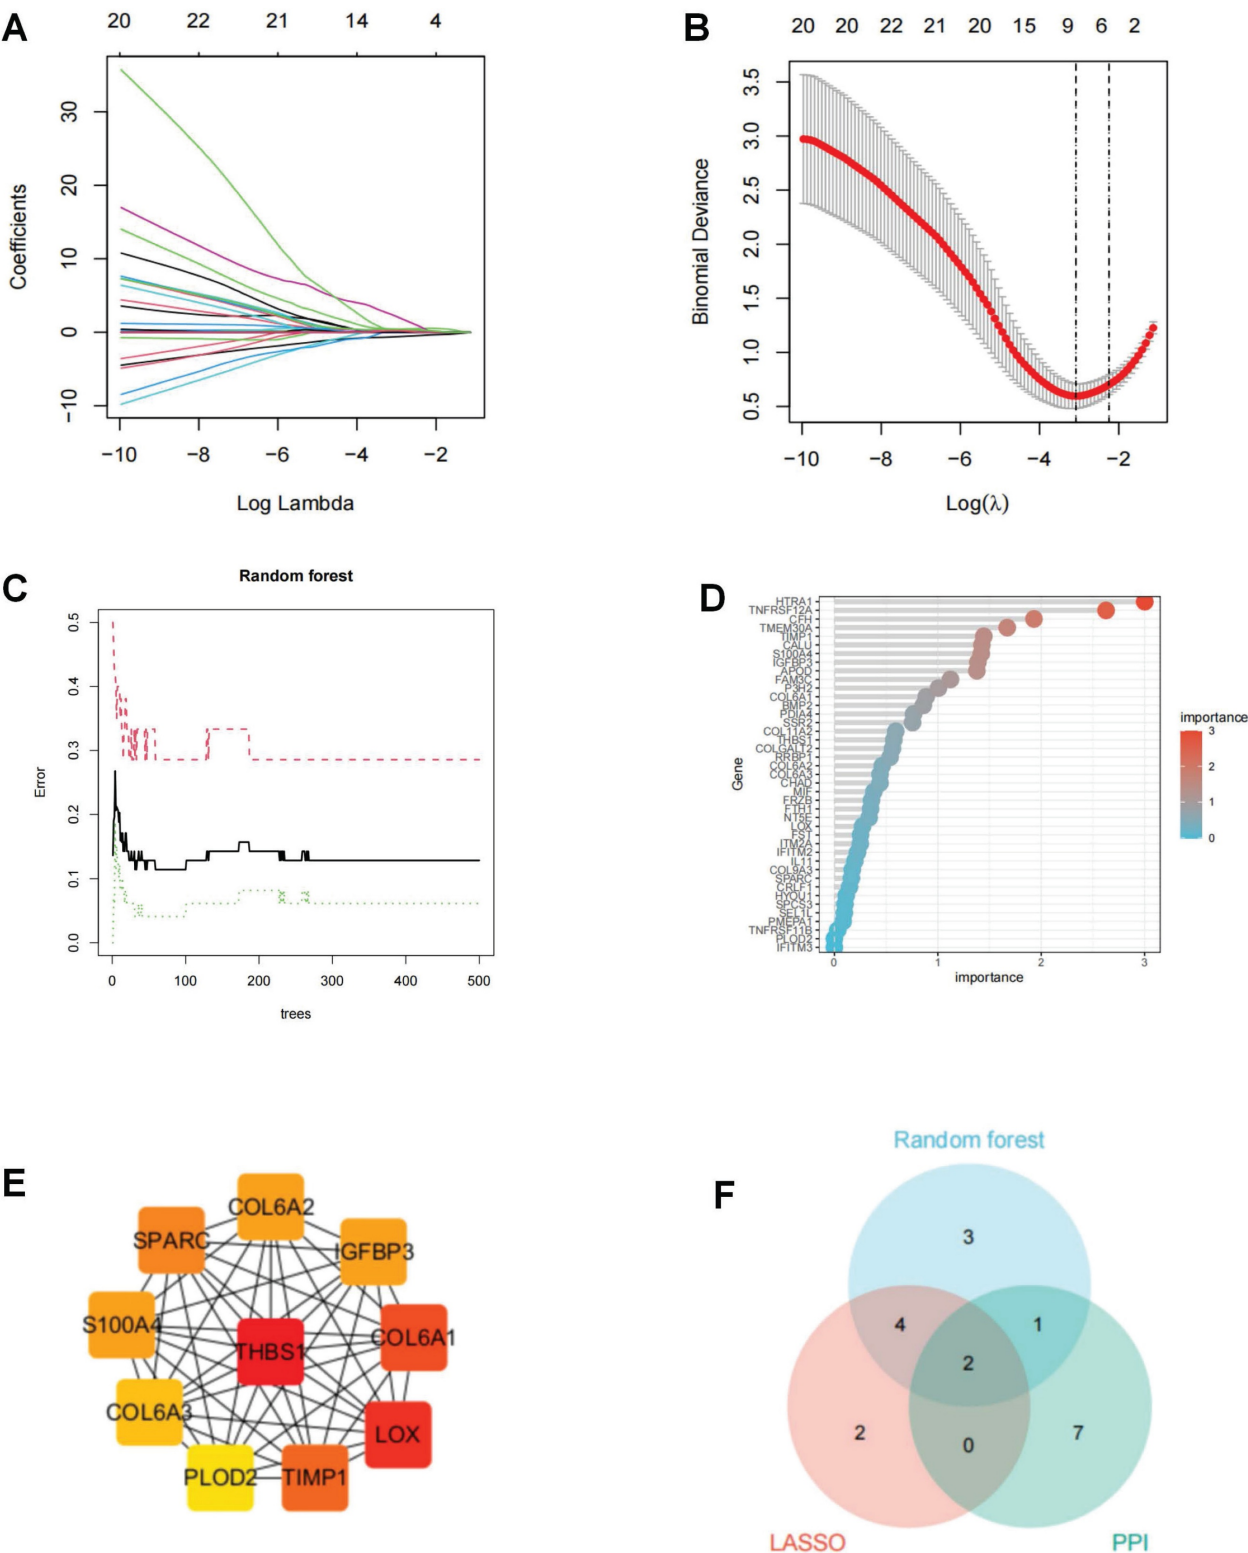 A
20 22 21 14 4
Coefficients
30
20
10
0
−10
−10 −8 −6 −4 −2
Log Lambda
B
20 20 22 21 20 15 9 6 2
Binomial Deviance
3.5
3.0
2.5
2.0
1.5
1.0
0.5
−10 −8 −6 −4 −2
Log(λ)
C
Random forest
Error
0.5
0.4
0.3
0.2
0.1
0.0
0 100 200 300 400 500
trees
D
Gene
HTRA1
TNFRSF12A
CFH
TMEM30A
TIMP1
CALU
S100A4
IGFBP3
APOD
FAM3C
P3H2
COL6A1
BMP2
PDIA4
SSR2
COL11A2
THBS1
COLGALT2
RRBP1
COL6A2
COL6A3
CHAD
MIF
FRZB
FTH1
NT5E
LOX
FST
ITM2A
IFITM2
IL11
COL9A3
SPARC
CRLF1
HYOU1
SPCS3
SEL1L
PMEPA1
TNFRSF11B
PLOD2
IFITM3
0 1 2 3
importance
importance
3
2
1
0
E
COL6A2
SPARC
IGFBP3
S100A4
THBS1
COL6A1
COL6A3
LOX
PLOD2
TIMP1
F
Random forest
3
4
1
2
2
0
7
LASSO
PPI